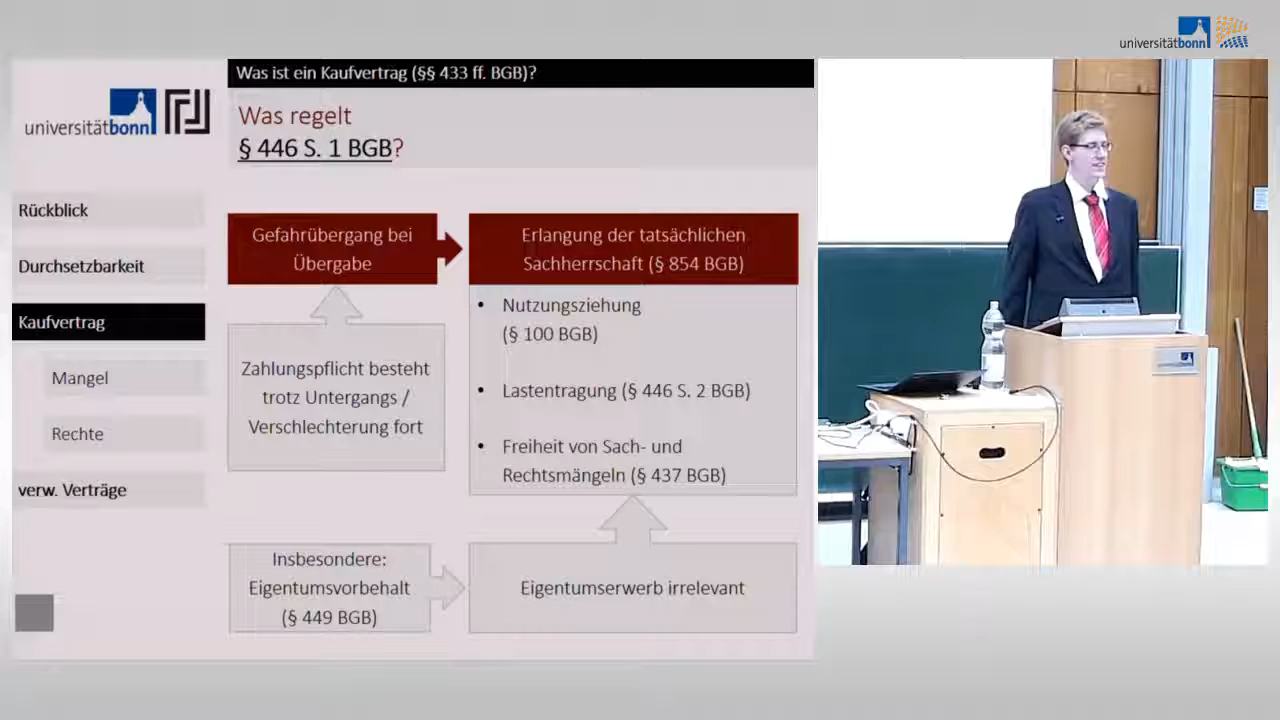 universitätbonn
Was ist ein Kaufvertrag (§§ 433 ff. BGB)?
universitätbonn
Was regelt
§ 446 S. 1 BGB?
Rückblick
Durchsetzbarkeit
Kaufvertrag
Mangel
Rechte
verw. Verträge
Gefahrübergang bei
Übergabe
Erlangung der tatsächlichen
Sachherrschaft (§ 854 BGB)
• Nutzungsziehung
(§ 100 BGB)
• Lastentragung (§ 446 S. 2 BGB)
• Freiheit von Sach- und
Rechtsmängeln (§ 437 BGB)
Zahlungspflicht besteht
trotz Untergangs /
Verschlechterung fort
Insbesondere:
Eigentumsvorbehalt
(§ 449 BGB)
Eigentumserwerb irrelevant